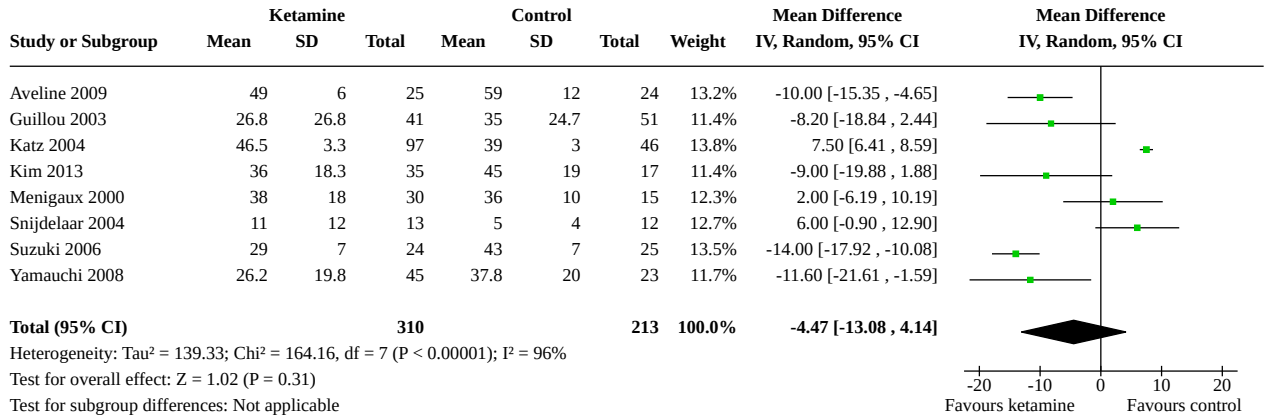 Ketamine Control Mean Difference Mean Difference
Study or Subgroup Mean SD Total Mean SD Total Weight IV, Random, 95% CI IV, Random, 95% CI
Aveline 2009 49 6 25 59 12 24 13.2% -10.00 [-15.35 , -4.65]
Guillou 2003 26.8 26.8 41 35 24.7 51 11.4% -8.20 [-18.84 , 2.44]
Katz 2004 46.5 3.3 97 39 3 46 13.8% 7.50 [6.41 , 8.59]
Kim 2013 36 18.3 35 45 19 17 11.4% -9.00 [-19.88 , 1.88]
Menigaux 2000 38 18 30 36 10 15 12.3% 2.00 [-6.19 , 10.19]
Snijdelaar 2004 11 12 13 5 4 12 12.7% 6.00 [-0.90 , 12.90]
Suzuki 2006 29 7 24 43 7 25 13.5% -14.00 [-17.92 , -10.08]
Yamauchi 2008 26.2 19.8 45 37.8 20 23 11.7% -11.60 [-21.61 , -1.59]
Total (95% CI) 310 213 100.0% -4.47 [-13.08 , 4.14]
Heterogeneity: Tau² = 139.33; Chi² = 164.16, df = 7 (P < 0.00001); I² = 96%
Test for overall effect: Z = 1.02 (P = 0.31)
Test for subgroup differences: Not applicable
-20 -10 0 10 20
Favours ketamine Favours control